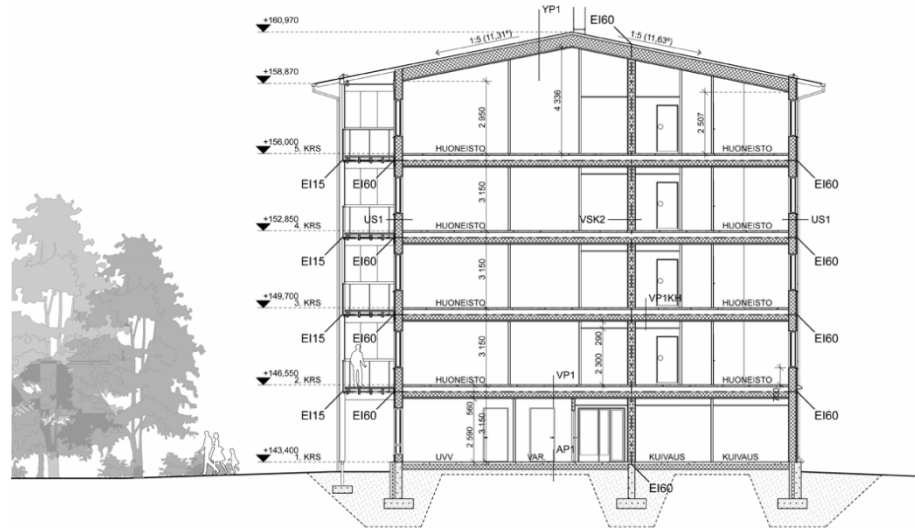 YP1
+160,970
EI60
1:5 (11,31°)
1:5 (11,63°)
+158,870
2 950
4 336
2 507
+156,000
5. KRS
HUONEISTO
HUONEISTO
EI15
EI60
EI60
3 150
US1
VSK2
US1
+152,850
4. KRS
HUONEISTO
HUONEISTO
EI15
EI60
EI60
3 150
+149,700
3. KRS
HUONEISTO
VP1KH
HUONEISTO
EI15
EI60
EI60
290
3 150
2 300
+146,550
2. KRS
HUONEISTO
VP1
HUONEISTO
700
EI15
EI60
EI60
560
3 150
2 590
AP1
+143,400
1. KRS
UVV
VAR.
KUIVAUS
KUIVAUS
EI60